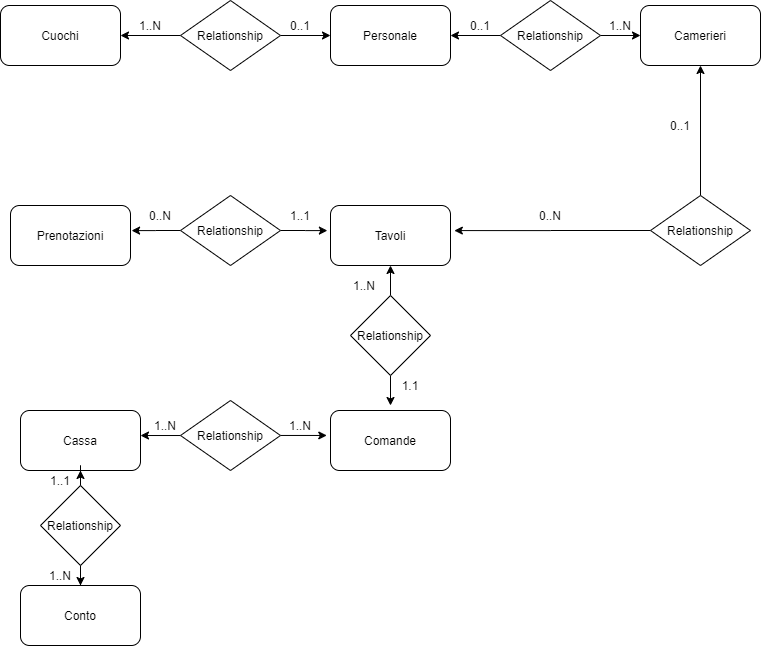 Cuochi
1..N
Relationship
0..1
Personale
0..1
Relationship
1..N
Camerieri
0..1
Prenotazioni
0..N
Relationship
1..1
Tavoli
0..N
Relationship
1..N
Relationship
1.1
Cassa
1..N
Relationship
1..N
Comande
1..1
Relationship
1..N
Conto